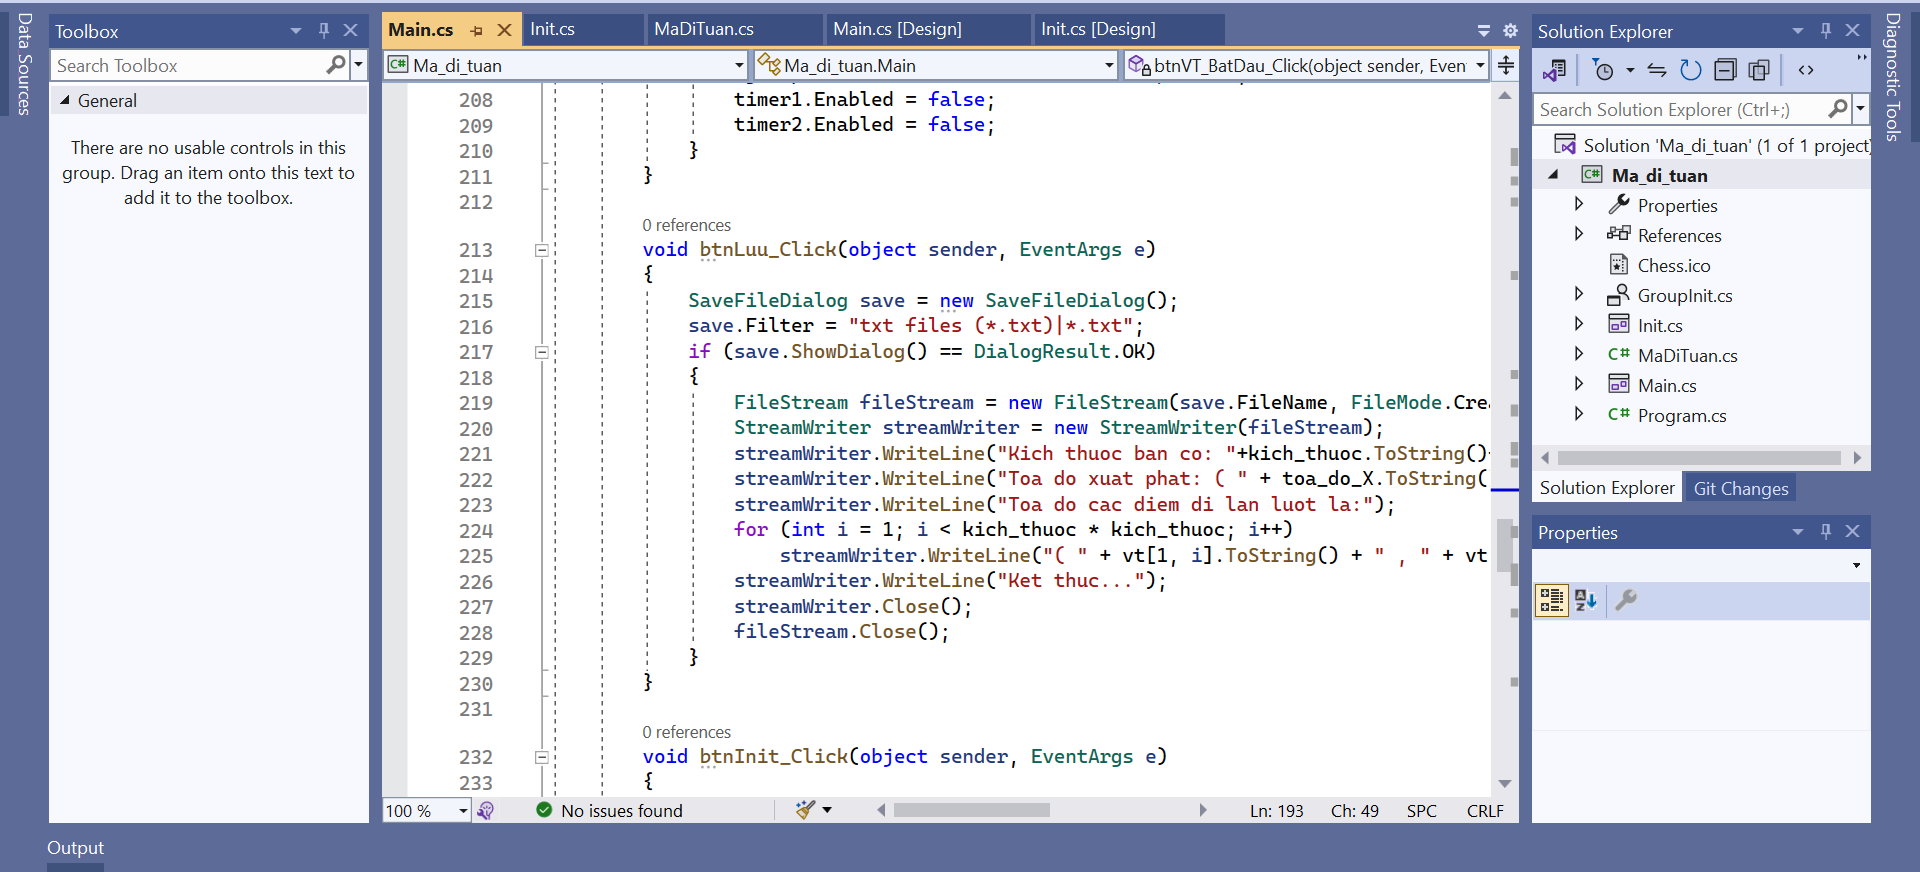 Data Sources
Toolbox
Search Toolbox
General
There are no usable controls in this
group. Drag an item onto this text to
add it to the toolbox.
Main.cs
Init.cs
MaDiTuan.cs
Main.cs [Design]
Init.cs [Design]
Ma_di_tuan
Ma_di_tuan.Main
btnVT_BatDau_Click(object sender, Even
208 timer1.Enabled = false;
209 timer2.Enabled = false;
210 }
211 }
212
0 references
213 void btnLuu_Click(object sender, EventArgs e)
214 {
215 SaveFileDialog save = new SaveFileDialog();
216 save.Filter = "txt files (*.txt)|*.txt";
217 if (save.ShowDialog() == DialogResult.OK)
218 {
219 FileStream fileStream = new FileStream(save.FileName, FileMode.Crea
220 StreamWriter streamWriter = new StreamWriter(fileStream);
221 streamWriter.WriteLine("Kich thuoc ban co: "+kich_thuoc.ToString()
222 streamWriter.WriteLine("Toa do xuat phat: ( " + toa_do_X.ToString(
223 streamWriter.WriteLine("Toa do cac diem di lan luot la:");
224 for (int i = 1; i < kich_thuoc * kich_thuoc; i++)
225 streamWriter.WriteLine("( " + vt[1, i].ToString() + " , " + vt
226 streamWriter.WriteLine("Ket thuc...");
227 streamWriter.Close();
228 fileStream.Close();
229 }
230 }
231
0 references
232 void btnInit_Click(object sender, EventArgs e)
233 {
100 %
No issues found
Ln: 193
Ch: 49
SPC
CRLF
Solution Explorer
Search Solution Explorer (Ctrl+;)
Solution 'Ma_di_tuan' (1 of 1 project)
Ma_di_tuan
Properties
References
Chess.ico
GroupInit.cs
Init.cs
MaDiTuan.cs
Main.cs
Program.cs
Solution Explorer
Git Changes
Properties
Diagnostic Tools
Output